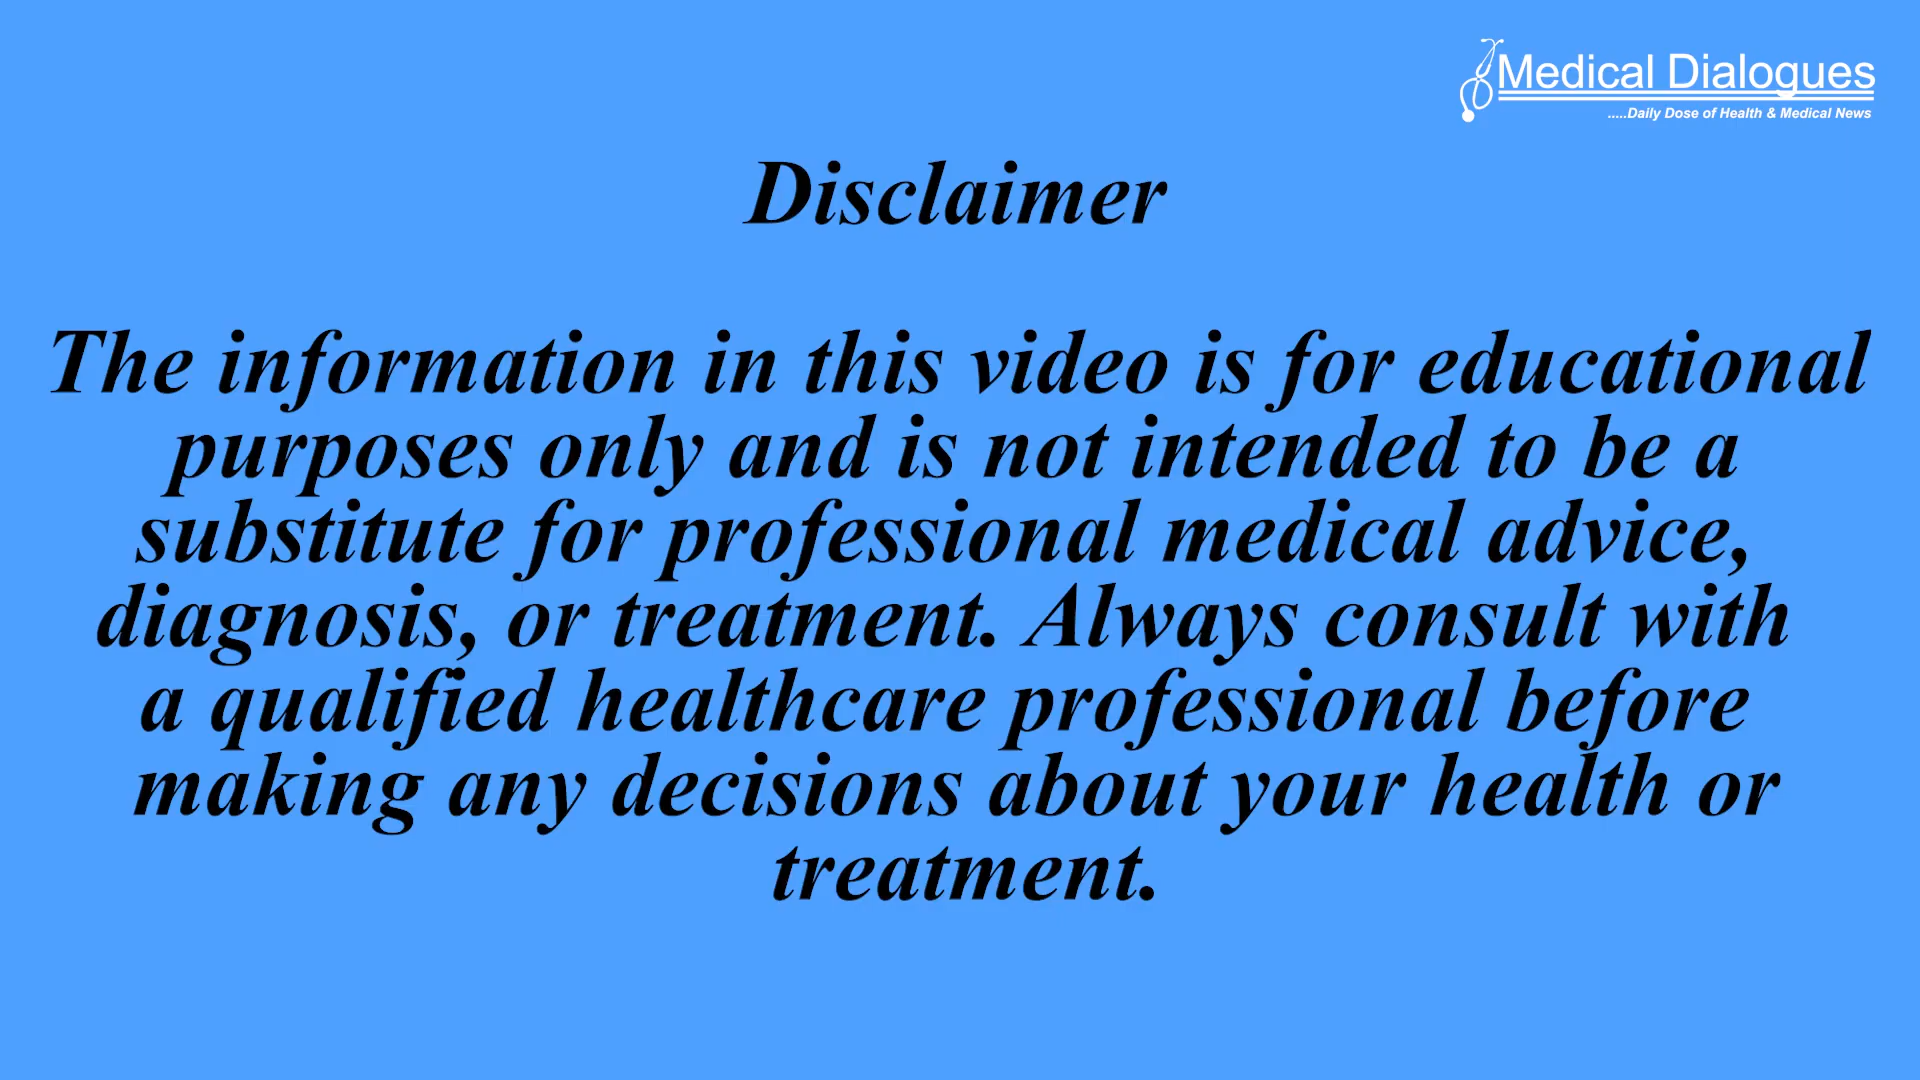 Medical Dialogues
.....Daily Dose of Health & Medical News
Disclaimer
The information in this video is for educational
purposes only and is not intended to be a
substitute for professional medical advice,
diagnosis, or treatment. Always consult with
a qualified healthcare professional before
making any decisions about your health or
treatment.